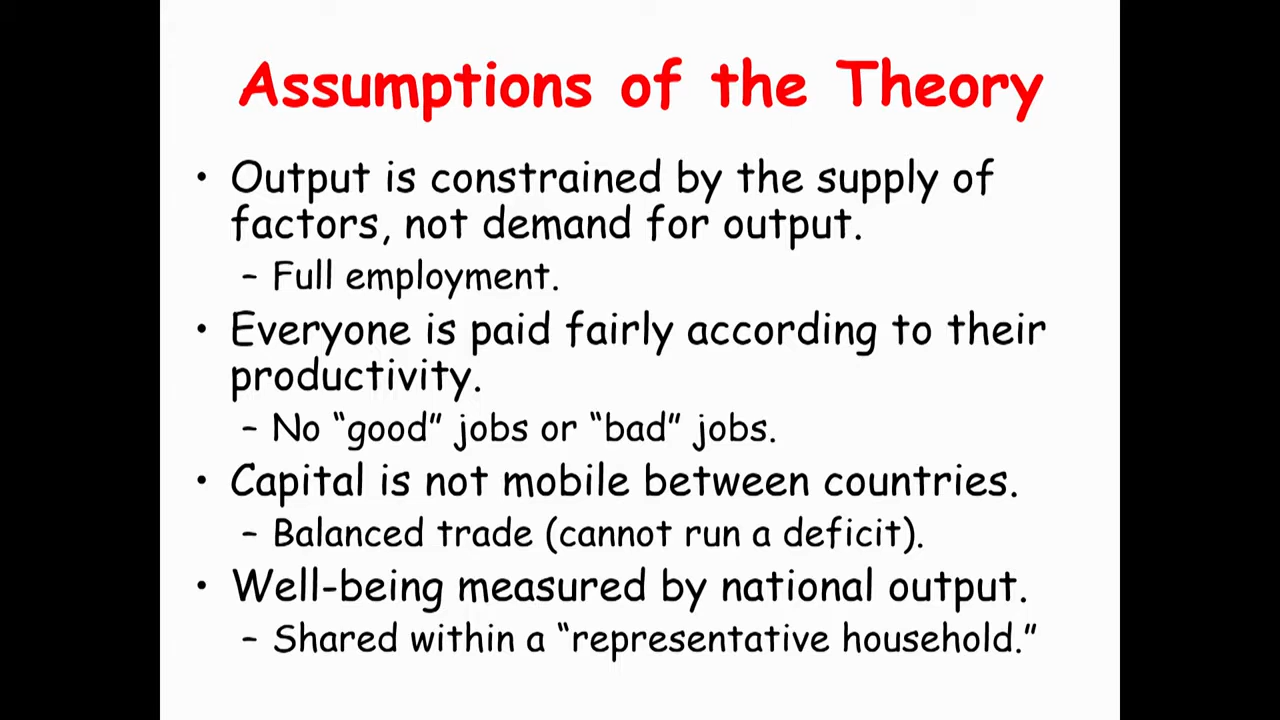 Assumptions of the Theory
• Output is constrained by the supply of
factors, not demand for output.
– Full employment.
• Everyone is paid fairly according to their
productivity.
– No “good” jobs or “bad” jobs.
• Capital is not mobile between countries.
– Balanced trade (cannot run a deficit).
• Well-being measured by national output.
– Shared within a “representative household.”